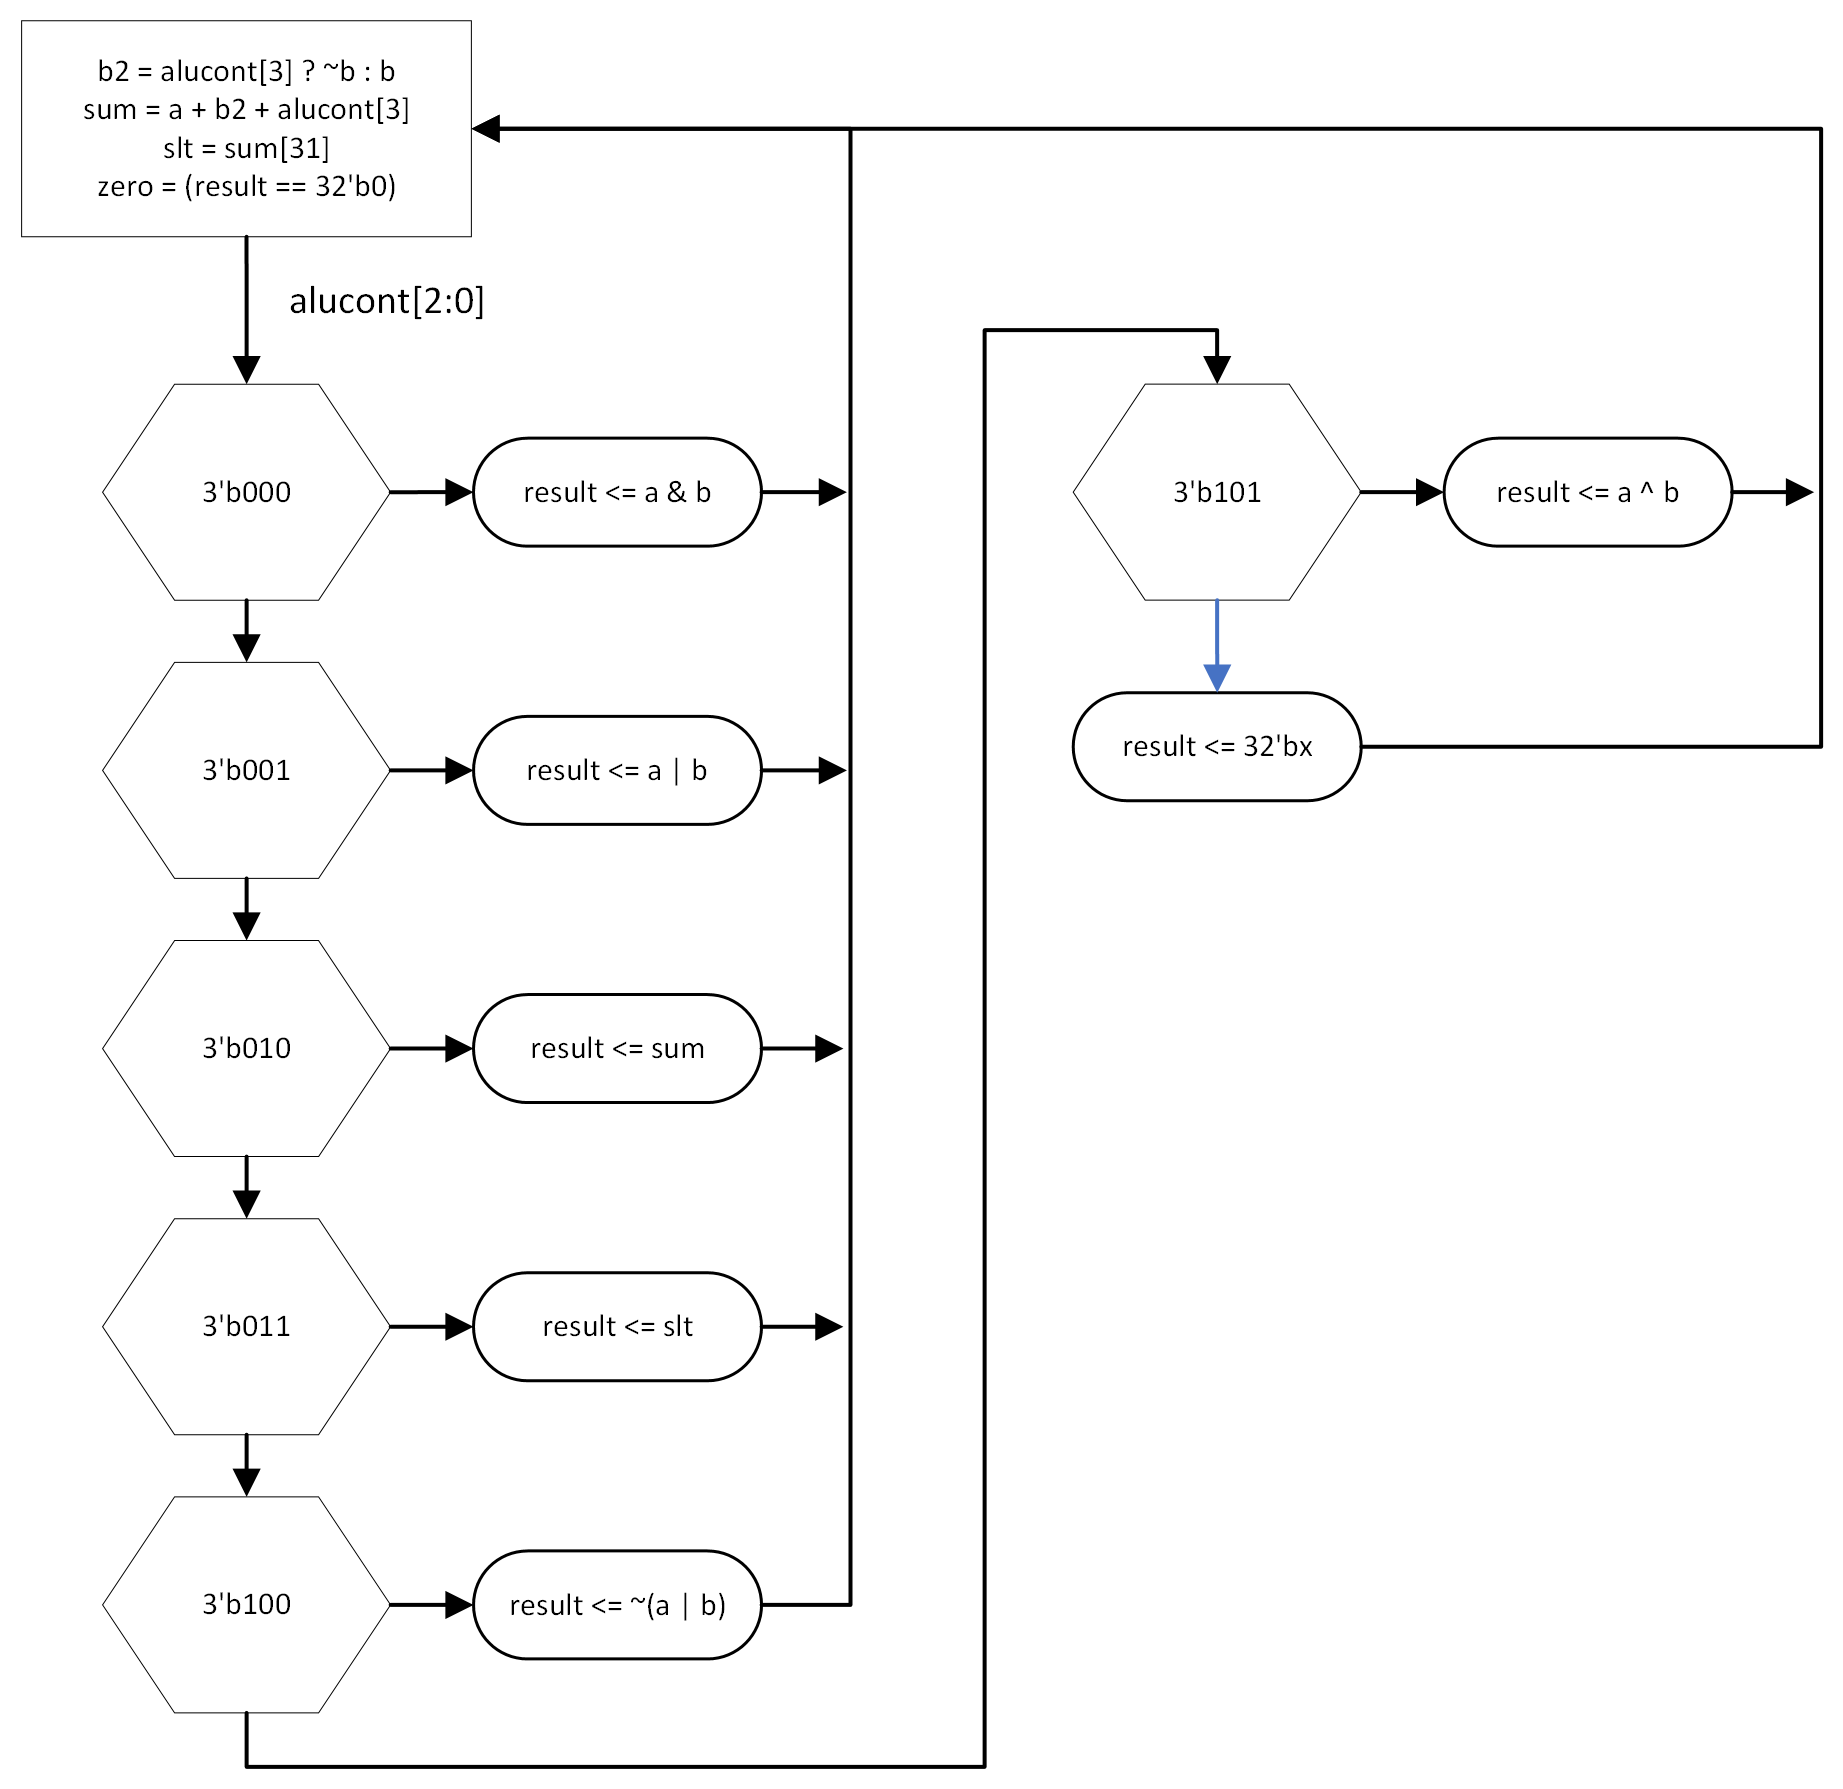 b2 = alucont[3] ? ~b : b
sum = a + b2 + alucont[3]
slt = sum[31]
zero = (result == 32'b0)
alucont[2:0]
3'b000
result <= a & b
3'b001
result <= a | b
3'b010
result <= sum
3'b011
result <= slt
3'b100
result <= ~(a | b)
3'b101
result <= a ^ b
result <= 32'bx